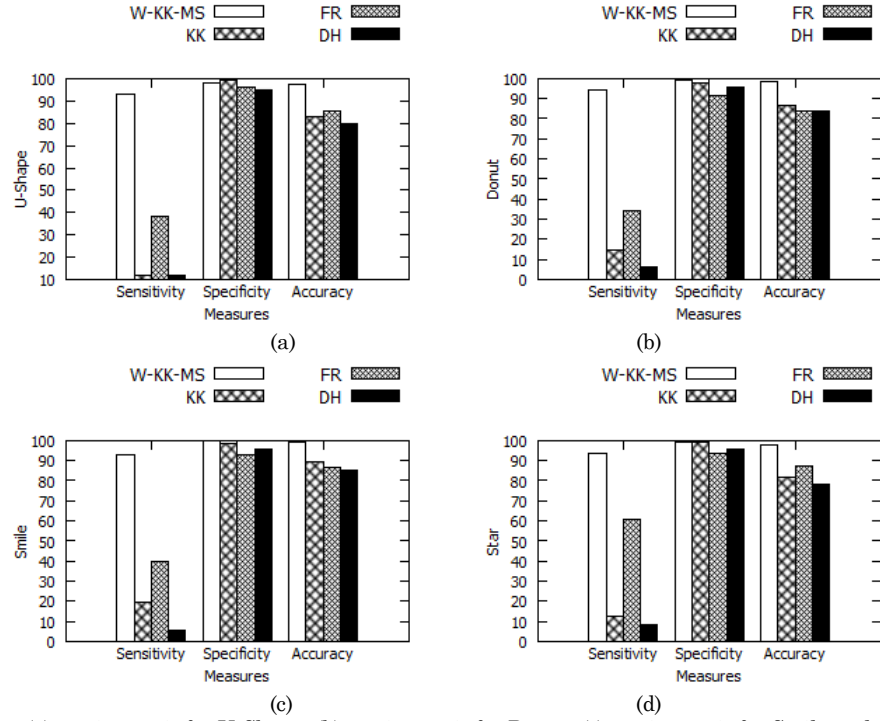 W-KK-MS FR
KK DH
100
90
80
70
60
50
40
30
20
10
U-Shape
Sensitivity Specificity Accuracy
Measures
(a)
W-KK-MS FR
KK DH
100
90
80
70
60
50
40
30
20
10
0
Donut
Sensitivity Specificity Accuracy
Measures
(b)
W-KK-MS FR
KK DH
100
90
80
70
60
50
40
30
20
10
0
Smile
Sensitivity Specificity Accuracy
Measures
(c)
W-KK-MS FR
KK DH
100
90
80
70
60
50
40
30
20
10
0
Star
Sensitivity Specificity Accuracy
Measures
(d)